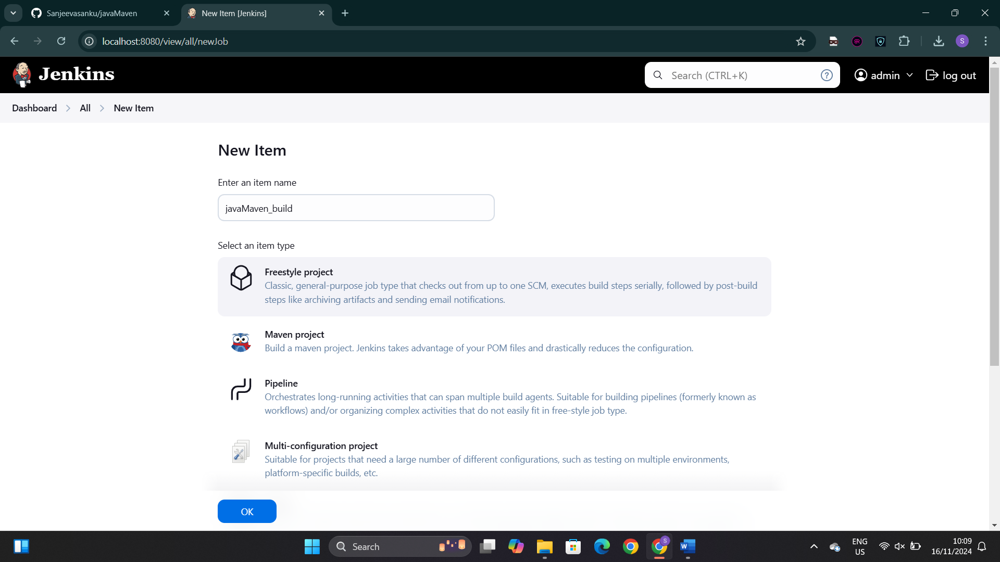 Sanjeevasanku/javaMaven
New Item [Jenkins]
localhost:8080/view/all/newJob
S
Jenkins
Search (CTRL+K)
?
admin
log out
Dashboard
All
New Item
New Item
Enter an item name
javaMaven_build
Select an item type
Freestyle project
Classic, general-purpose job type that checks out from up to one SCM, executes build steps serially, followed by post-build
steps like archiving artifacts and sending email notifications.
Maven project
Build a maven project. Jenkins takes advantage of your POM files and drastically reduces the configuration.
Pipeline
Orchestrates long-running activities that can span multiple build agents. Suitable for building pipelines (formerly known as
workflows) and/or organizing complex activities that do not easily fit in free-style job type.
Multi-configuration project
Suitable for projects that need a large number of different configurations, such as testing on multiple environments,
platform-specific builds, etc.
OK
Search
S
W
ENG
US
10:09
16/11/2024